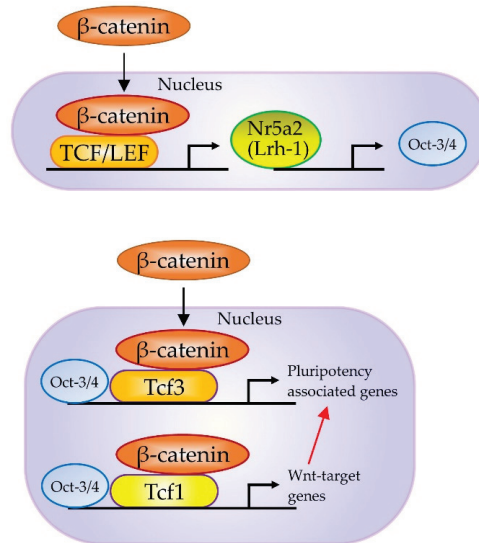 β-catenin
Nucleus
β-catenin
TCF/LEF
Nr5a2
(Lrh-1)
Oct-3/4
β-catenin
Nucleus
β-catenin
Oct-3/4
Tcf3
Pluripotency
associated genes
β-catenin
Oct-3/4
Tcf1
Wnt-target
genes